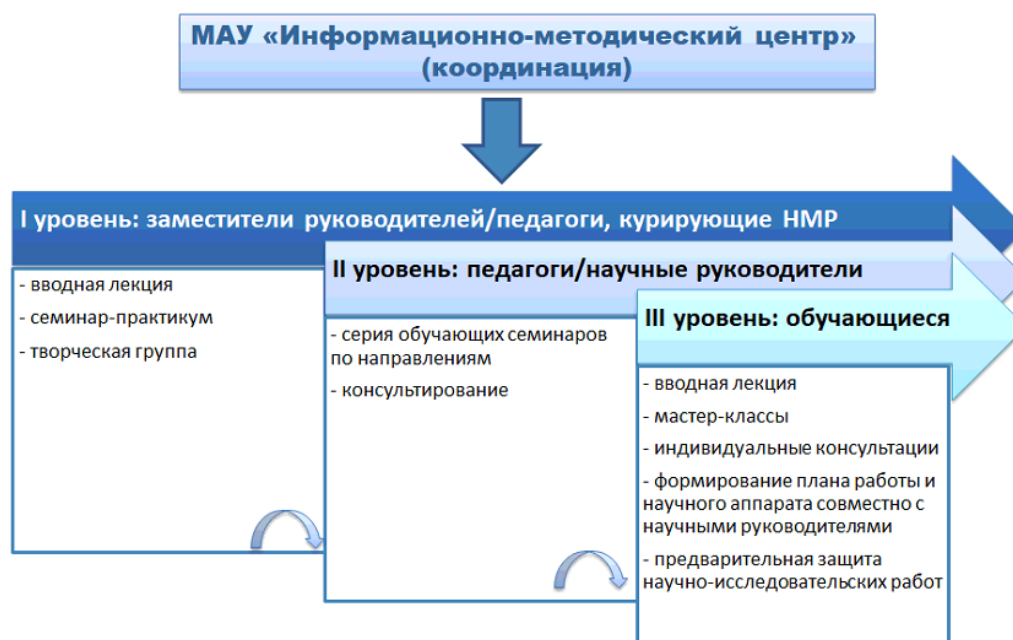 МАУ «Информационно-методический центр»
(координация)
I уровень: заместители руководителей/педагоги, курирующие НМР
- вводная лекция
- семинар-практикум
- творческая группа
II уровень: педагоги/научные руководители
- серия обучающих семинаров
по направлениям
- консультирование
III уровень: обучающиеся
- вводная лекция
- мастер-классы
- индивидуальные консультации
- формирование плана работы и
научного аппарата совместно с
научными руководителями
- предварительная защита
научно-исследовательских работ